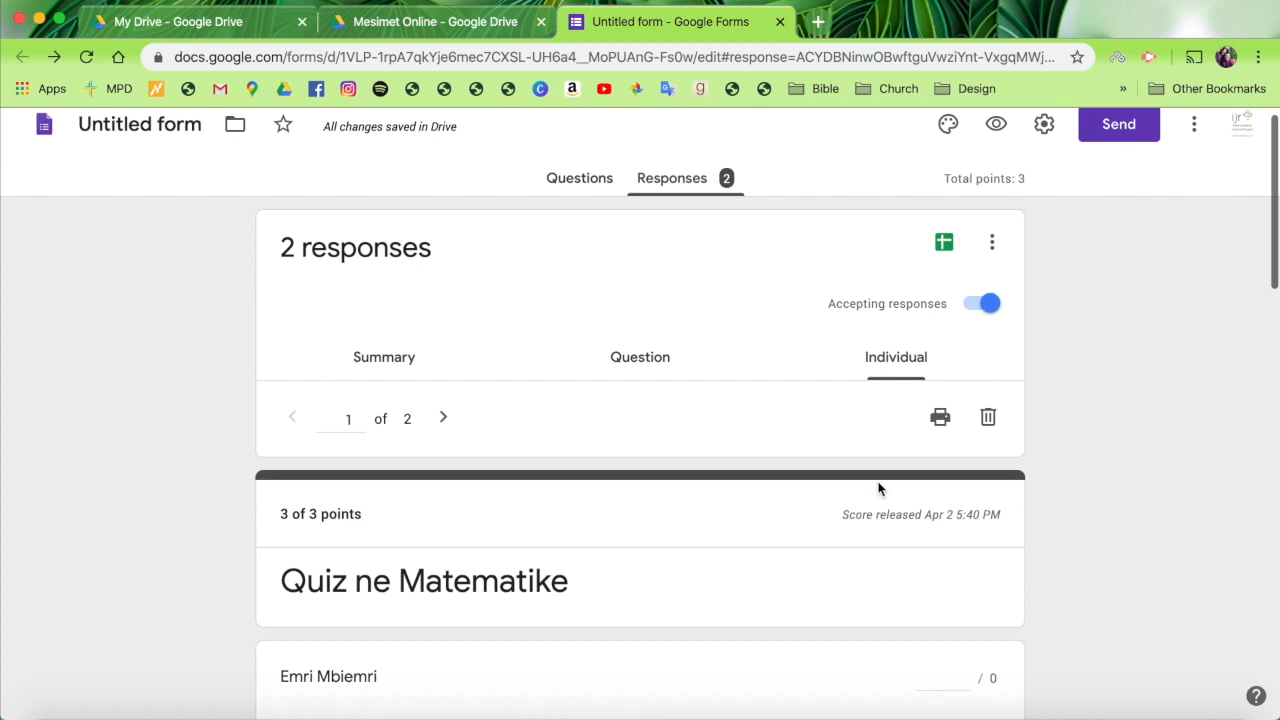 My Drive - Google Drive
Mesimet Online - Google Drive
Untitled form - Google Forms
docs.google.com/forms/d/1VLP-1rpA7qkYje6mec7CXSL-UH6a4__MoPUAnG-Fs0w/edit#response=ACYDBNinwOBwftguVwziYnt-VxgqMWj...
Apps
MPD
Bible
Church
Design
»
Other Bookmarks
Untitled form
All changes saved in Drive
Send
Questions
Responses 2
Total points: 3
2 responses
Accepting responses
Summary
Question
Individual
1 of 2
3 of 3 points
Score released Apr 2 5:40 PM
Quiz ne Matematike
Emri Mbiemri
/ 0